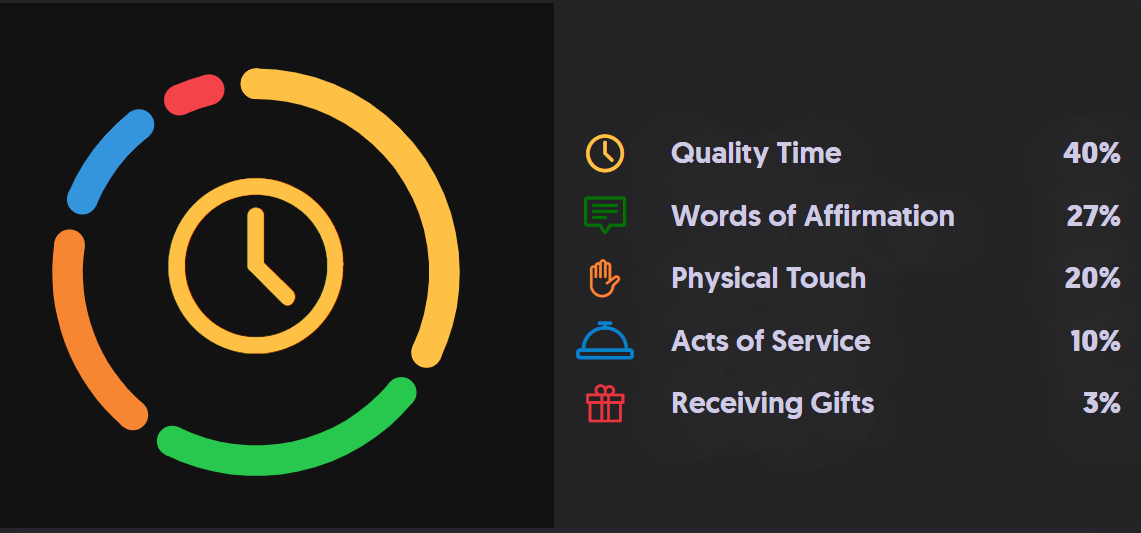 Quality Time 40%
Words of Affirmation 27%
Physical Touch 20%
Acts of Service 10%
Receiving Gifts 3%